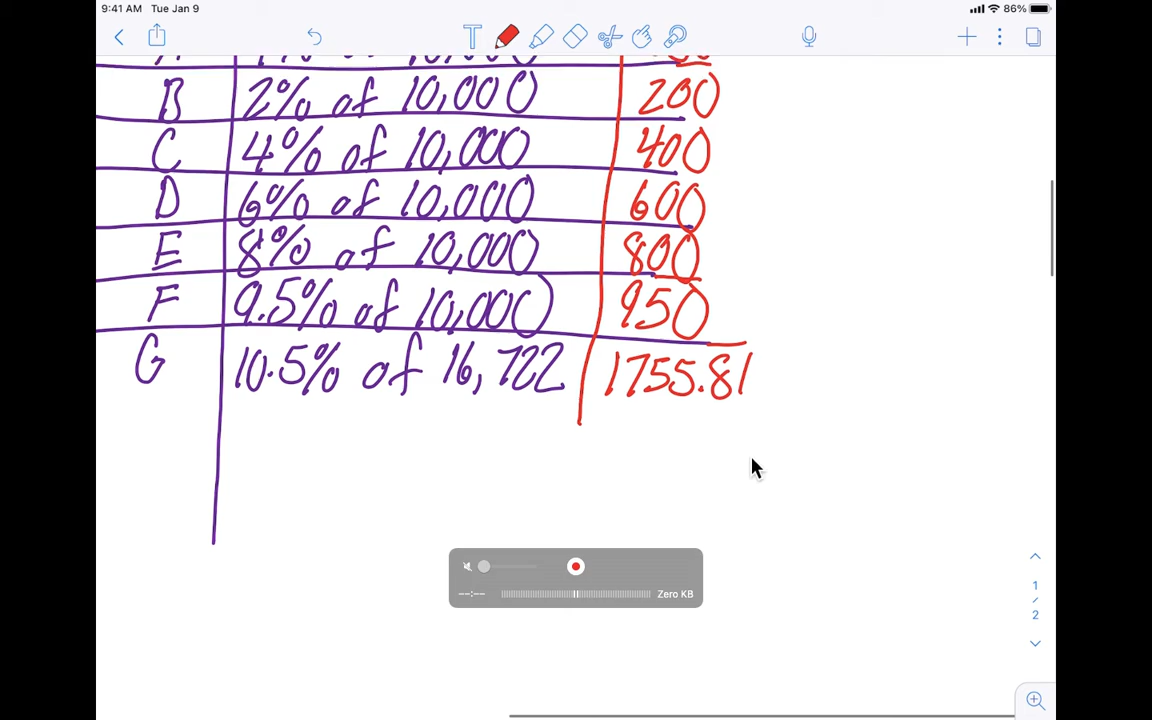 9:41 AM Tue Jan 9 86%
T
B 2% of 10,000 200
C 4% of 10,000 400
D 6% of 10,000 600
E 8% of 10,000 800
F 9.5% of 10,000 950
G 10.5% of 16,722 1755.81
--:-- Zero KB
1
/
2